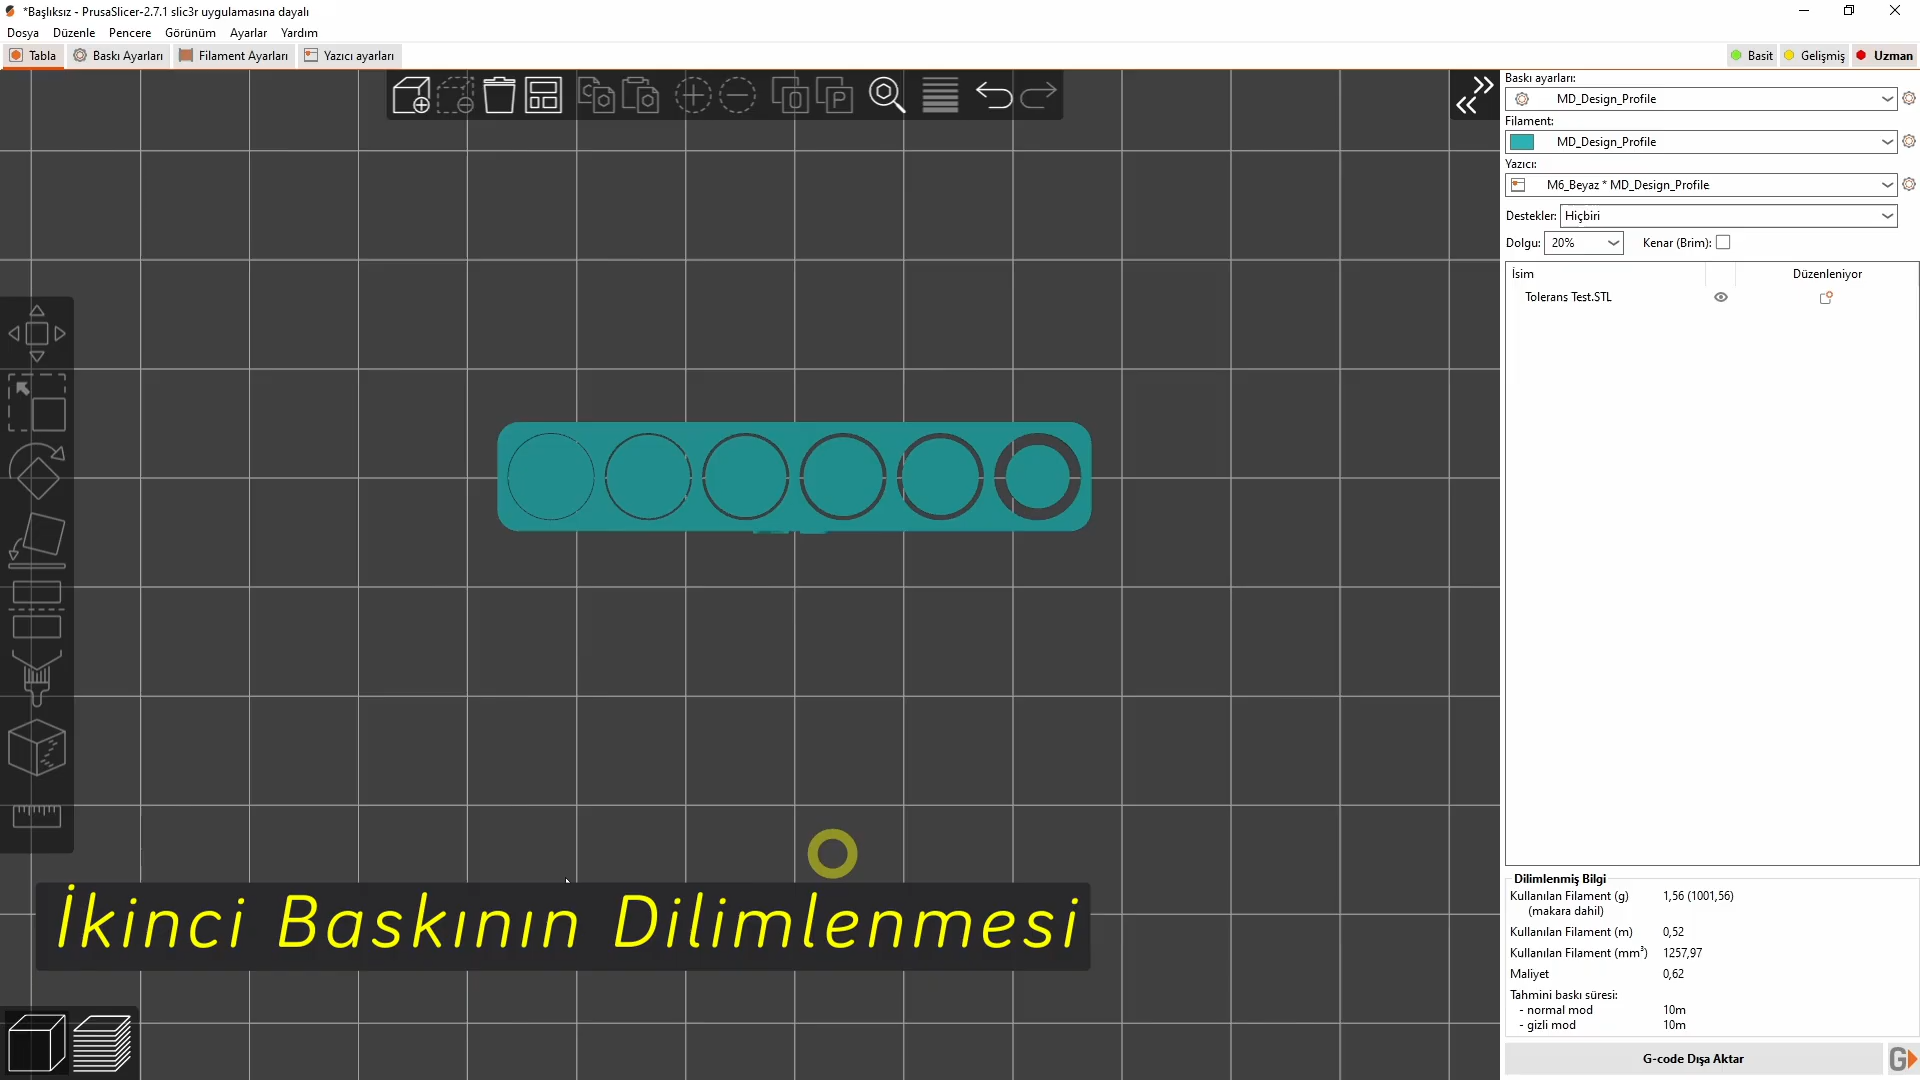 *Başlıksız - PrusaSlicer-2.7.1 slic3r uygulamasına dayalı
Dosya Düzenle Pencere Görünüm Ayarlar Yardım
Tabla Baskı Ayarları Filament Ayarları Yazıcı ayarları Basit Gelişmiş Uzman
Baskı ayarları:
MD_Design_Profile
Filament:
MD_Design_Profile
Yazıcı:
M6_Beyaz * MD_Design_Profile
Destekler: Hiçbiri
Dolgu: 20% Kenar (Brim):
İsim Düzenleniyor
Tolerans Test.STL
İkinci Baskının Dilimlenmesi
Dilimlenmiş Bilgi
Kullanılan Filament (g) 1,56 (1001,56)
(makara dahil)
Kullanılan Filament (m) 0,52
Kullanılan Filament (mm³) 1257,97
Maliyet 0,62
Tahmini baskı süresi:
- normal mod 10m
- gizli mod 10m
G-code Dışa Aktar